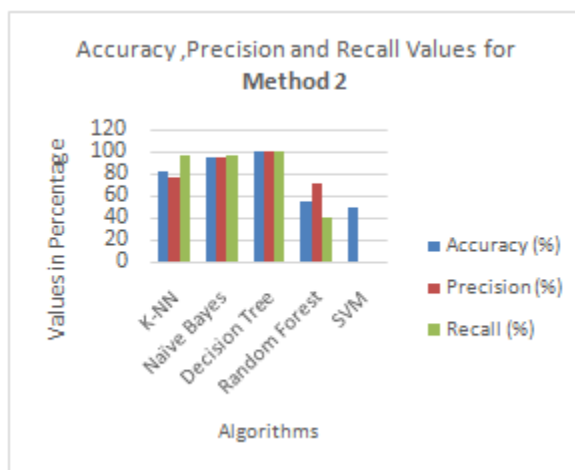 Accuracy ,Precision and Recall Values for
Method 2
Values in Percentage
120
100
80
60
40
20
0
K-NN
Naïve Bayes
Decision Tree
Random Forest
SVM
Algorithms
Accuracy (%)
Precision (%)
Recall (%)